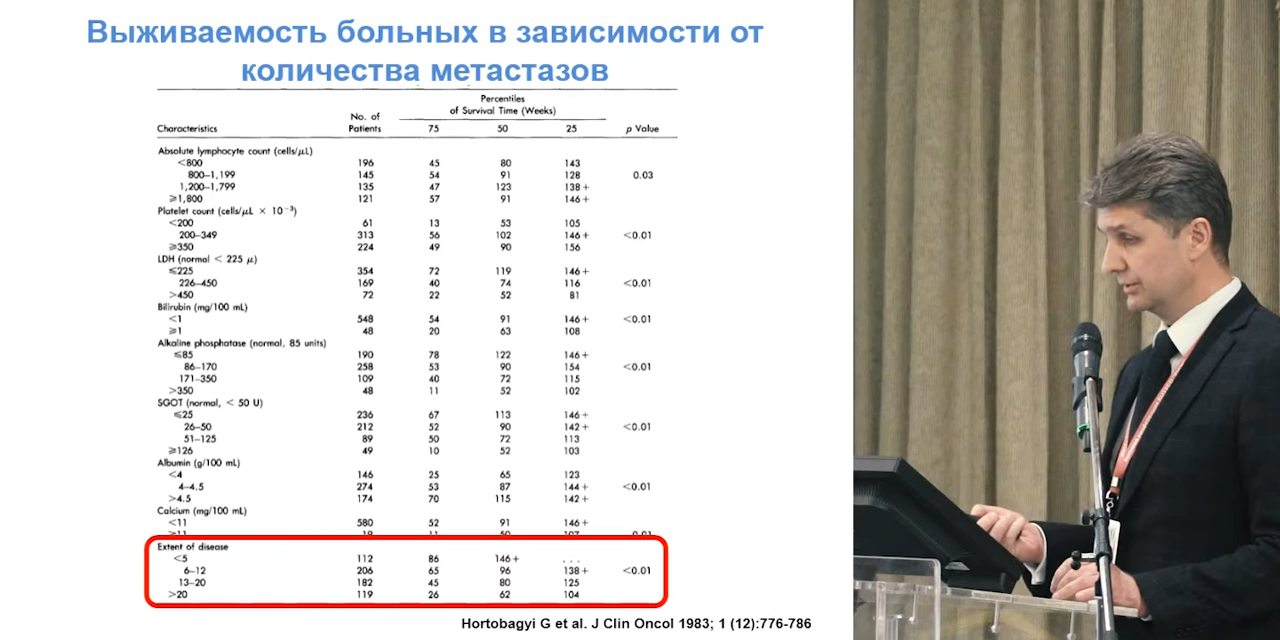 Выживаемость больных в зависимости от
количества метастазов
Percentiles
of Survival Time (Weeks)
No. of
Patients
Characteristics 75 50 25 p Value
Absolute lymphocyte count (cells/μL)
<800 196 45 80 143
800–1,199 145 54 91 128 0.03
1,200–1,799 135 47 123 138+
≥1,800 121 57 91 146+
Platelet count (cells/μL × 10⁻³)
<200 61 13 53 105
200–349 313 56 102 146+ <0.01
≥350 224 49 90 156
LDH (normal < 225 μ)
≤225 354 72 119 146+
226–450 169 40 74 116 <0.01
>450 72 22 52 81
Bilirubin (mg/100 mL)
<1 548 54 91 146+ <0.01
≥1 48 20 63 108
Alkaline phosphatase (normal, 85 units)
≤85 190 78 122 146+
86–170 258 53 90 154 <0.01
171–350 109 40 72 115
>350 48 11 52 102
SGOT (normal, < 50 U)
≤25 236 67 113 146+
26–50 212 52 90 142+ <0.01
51–125 89 50 72 113
≥126 49 10 52 103
Albumin (g/100 mL)
<4 146 25 65 123
4–4.5 274 53 87 144+ <0.01
>4.5 174 70 115 142+
Calcium (mg/100 mL)
<11 580 52 91 146+
Extent of disease
<5 112 86 146+ ...
6–12 206 65 96 138+ <0.01
13–20 182 45 80 125
>20 119 26 62 104
Hortobagyi G et al. J Clin Oncol 1983; 1 (12):776-786